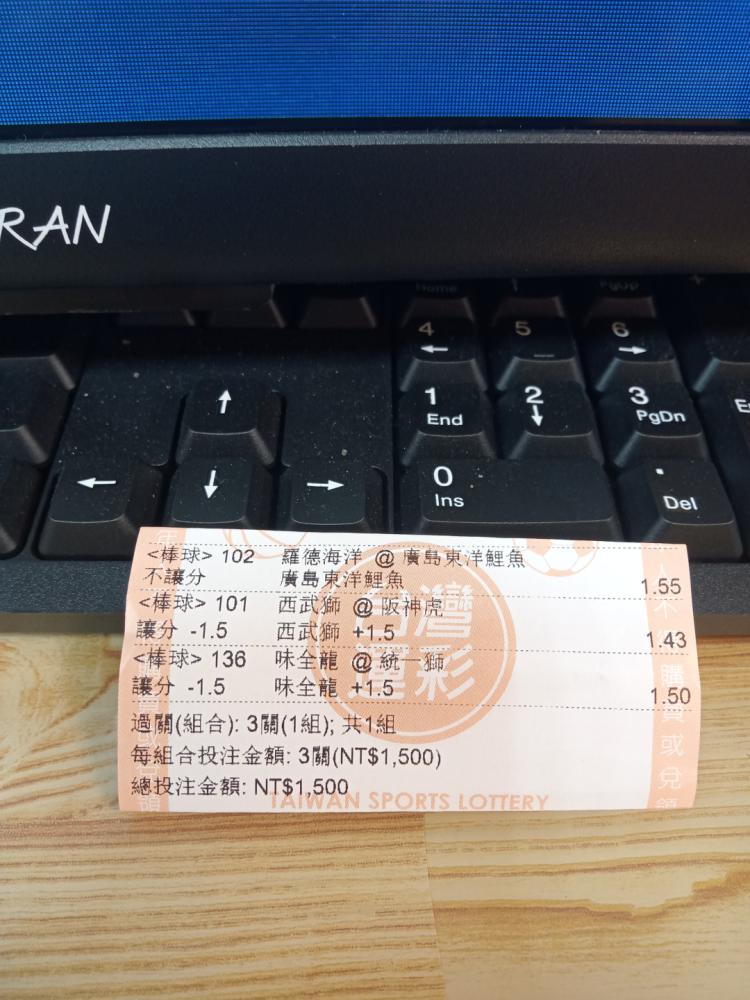 RAN
Home
PgUp
4
5
6
1
End
2
3
PgDn
0
Ins
.
Del
<棒球> 102 羅德海洋 @ 廣島東洋鯉魚
不讓分 廣島東洋鯉魚 1.55
<棒球> 101 西武獅 @ 阪神虎
讓分 -1.5 西武獅 +1.5 1.43
<棒球> 136 味全龍 @ 統一獅
讓分 -1.5 味全龍 +1.5 1.50
過關(組合): 3關(1組); 共1組
每組合投注金額: 3關(NT$1,500)
總投注金額: NT$1,500
台灣
運彩
TAIWAN SPORTS LOTTERY
購
買
或
兌
領